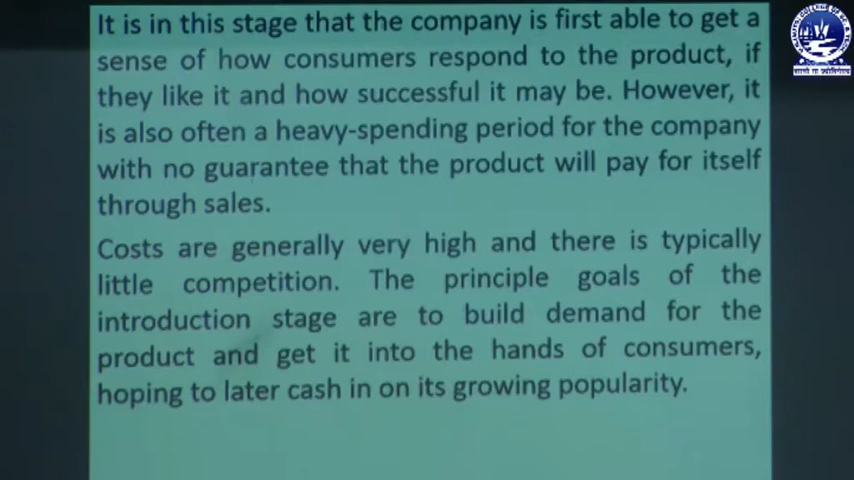 It is in this stage that the company is first able to get a
sense of how consumers respond to the product, if
they like it and how successful it may be. However, it
is also often a heavy-spending period for the company
with no guarantee that the product will pay for itself
through sales.
Costs are generally very high and there is typically
little competition. The principle goals of the
introduction stage are to build demand for the
product and get it into the hands of consumers,
hoping to later cash in on its growing popularity.